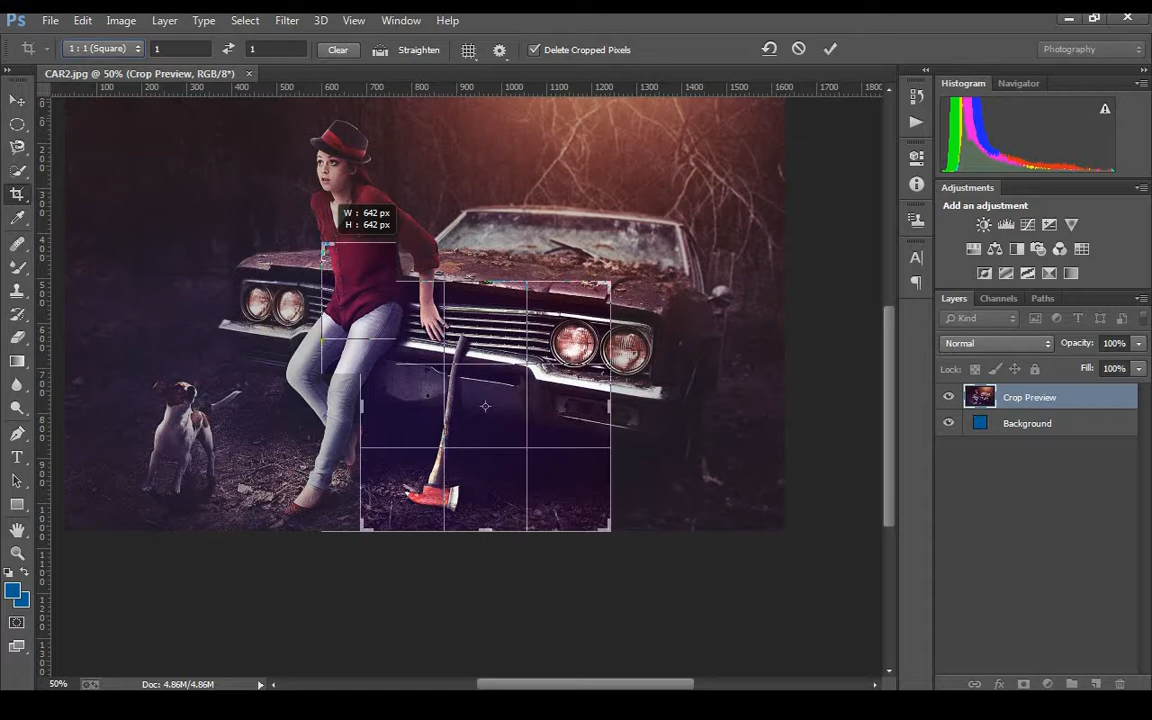 Ps File Edit Image Layer Type Select Filter 3D View Window Help
1 : 1 (Square) 1 1 Clear Straighten Delete Cropped Pixels Photography
CAR2.jpg @ 50% (Crop Preview, RGB/8*) ×
100 200 300 400 500 600 700 800 900 1000 1100 1200 1300 1400 1500 1600 1700 1800
Histogram Navigator
Adjustments
Add an adjustment
W : 642 px
H : 642 px
Layers Channels Paths
Kind
Normal Opacity: 100%
Lock: Fill: 100%
Crop Preview
Background
50% Doc: 4.86M/4.86M